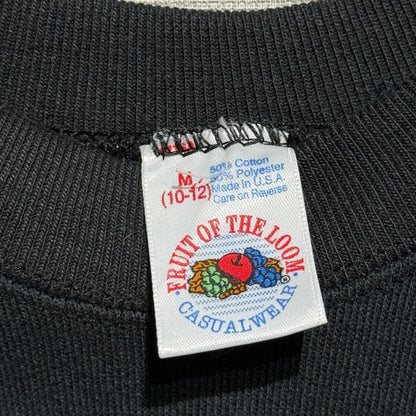 M
(10-12)
50% Cotton
50% Polyester
Made in U.S.A.
Care on Reverse
FRUIT OF THE LOOM
®
CASUALWEAR